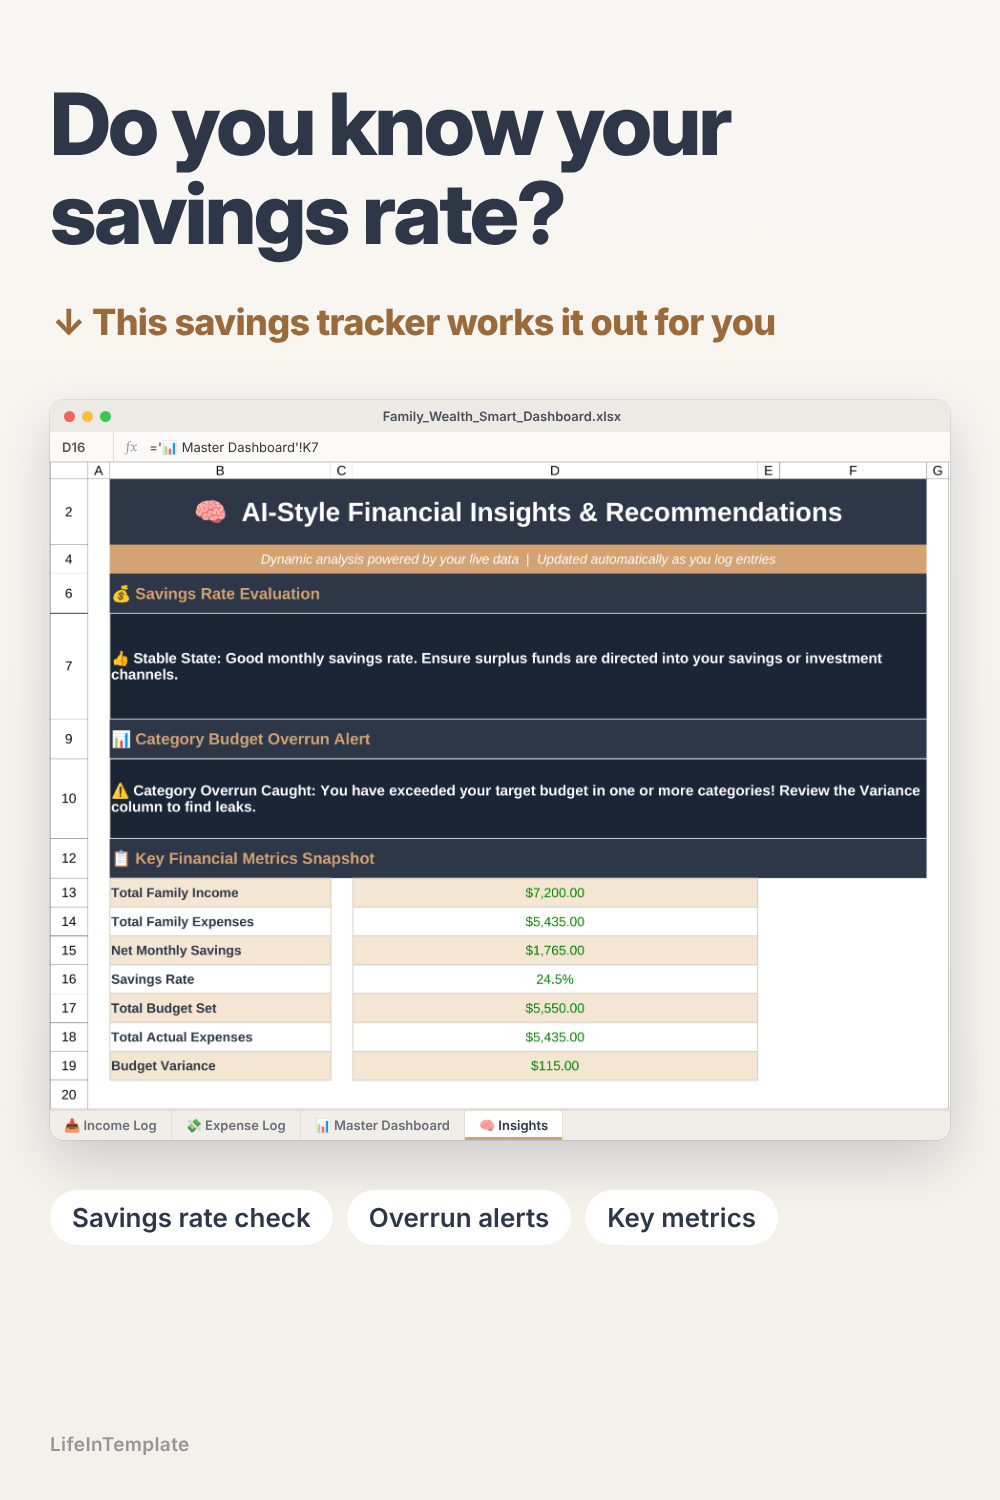 Do you know your
savings rate?
↓ This savings tracker works it out for you
Family_Wealth_Smart_Dashboard.xlsx
D16 fx ='📊 Master Dashboard'!K7
A B C D E F G
2 🧠 AI-Style Financial Insights & Recommendations
4 Dynamic analysis powered by your live data | Updated automatically as you log entries
6 💰 Savings Rate Evaluation
7 👍 Stable State: Good monthly savings rate. Ensure surplus funds are directed into your savings or investment
channels.
9 📊 Category Budget Overrun Alert
10 ⚠️ Category Overrun Caught: You have exceeded your target budget in one or more categories! Review the Variance
column to find leaks.
12 📋 Key Financial Metrics Snapshot
13 Total Family Income $7,200.00
14 Total Family Expenses $5,435.00
15 Net Monthly Savings $1,765.00
16 Savings Rate 24.5%
17 Total Budget Set $5,550.00
18 Total Actual Expenses $5,435.00
19 Budget Variance $115.00
20
📥 Income Log 💸 Expense Log 📊 Master Dashboard 🧠 Insights
Savings rate check Overrun alerts Key metrics
LifeInTemplate